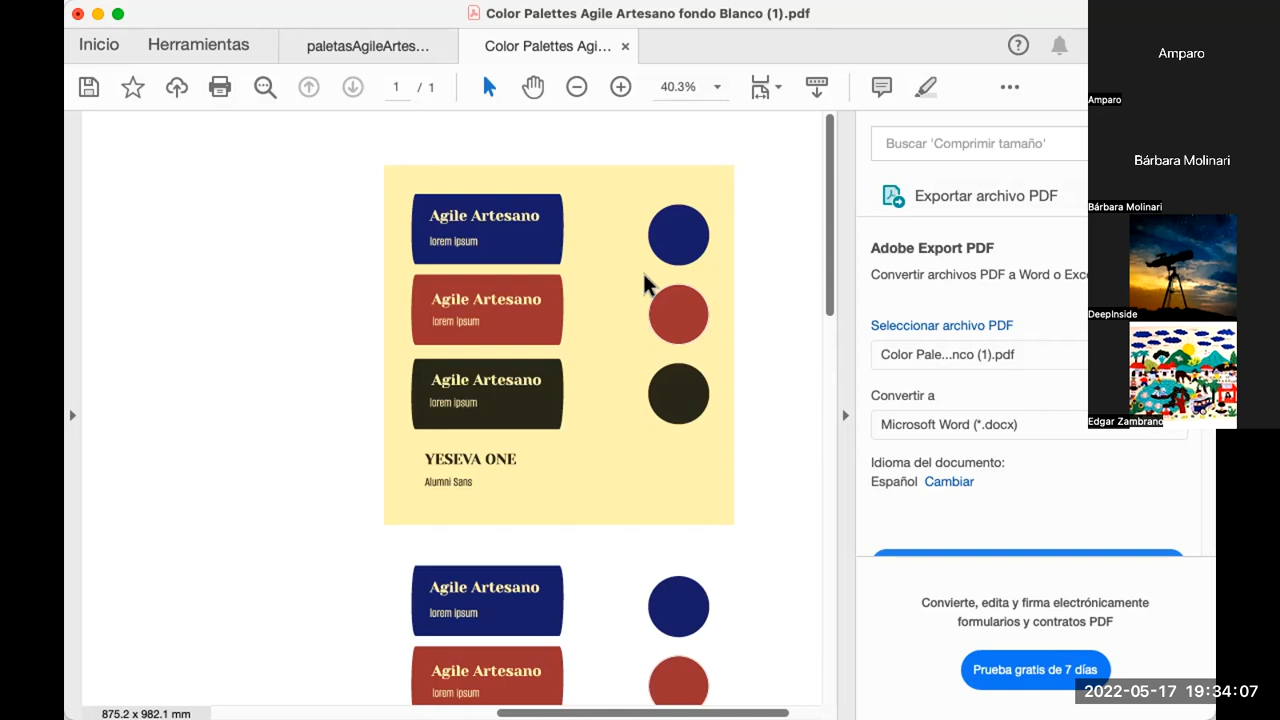 Color Palettes Agile Artesano fondo Blanco (1).pdf
Inicio
Herramientas
paletasAgileArtes...
Color Palettes Agi... ×
1 / 1
40.3%
Agile Artesano
lorem ipsum
Agile Artesano
lorem ipsum
Agile Artesano
lorem ipsum
YESEVA ONE
Alumni Sans
Agile Artesano
lorem ipsum
Agile Artesano
lorem ipsum
875.2 x 982.1 mm
Buscar 'Comprimir tamaño'
Exportar archivo PDF
Adobe Export PDF
Convertir archivos PDF a Word o Exce
Seleccionar archivo PDF
Color Pale...nco (1).pdf
Convertir a
Microsoft Word (*.docx)
Idioma del documento:
Español Cambiar
Convierte, edita y firma electrónicamente
formularios y contratos PDF
Prueba gratis de 7 días
Amparo
Amparo
Bárbara Molinari
Bárbara Molinari
DeepInside
Edgar Zambrano
2022-05-17 19:34:07